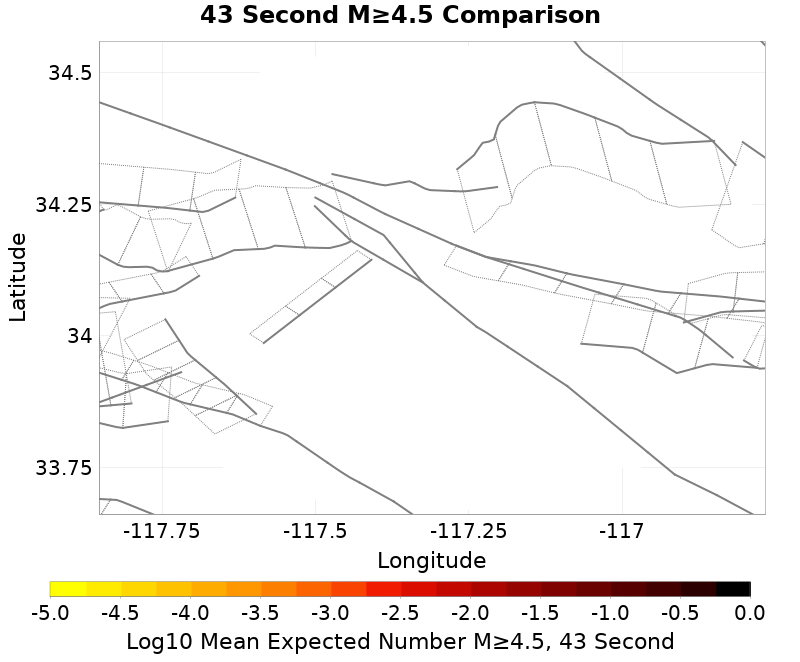 43 Second M≥4.5 Comparison
34.5
34.25
34
33.75
Latitude
-117.75 -117.5 -117.25 -117
Longitude
-5.0 -4.5 -4.0 -3.5 -3.0 -2.5 -2.0 -1.5 -1.0 -0.5 0.0
Log10 Mean Expected Number M≥4.5, 43 Second